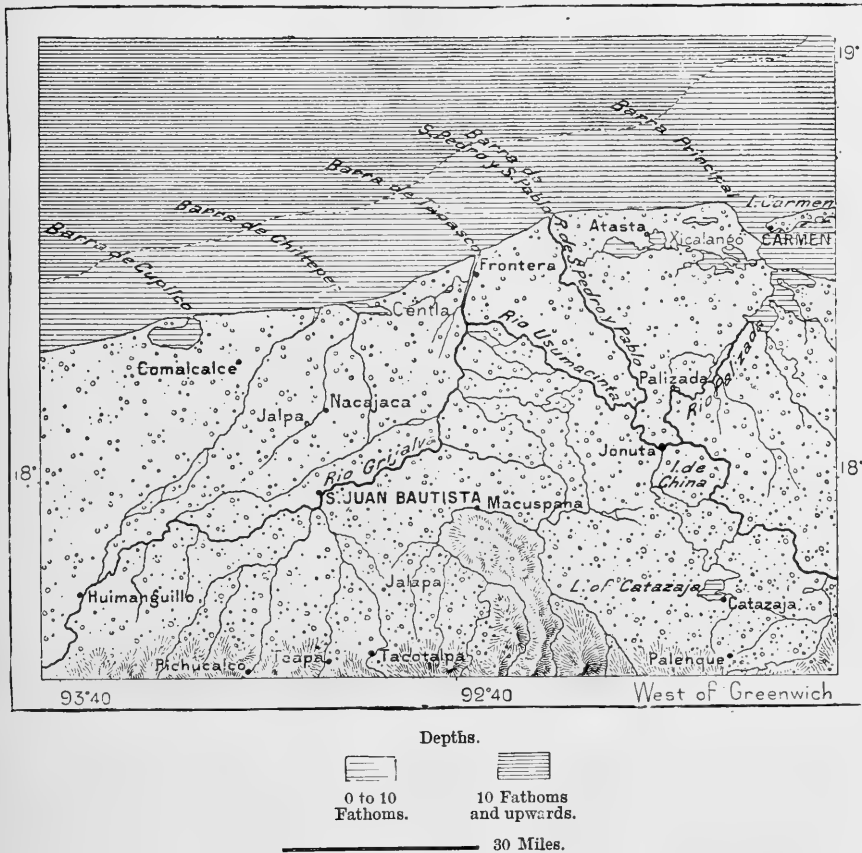 19°
Barra Principal
Barra de
S. Pedro y S. Pablo
Barra de Tabasco
Barra de Chiltepec
Barra de Cupilco
I. Carmen
Atasta
Xicalango
CARMEN
Frontera
R. de S. Pedro y Pablo
Centla
Rio Usumacinta
Comalcalce
Palizada
Rio Palizada
Nacajaca
Jalpa
Rio Grijalva
Jonuta
18°
18°
I. de
China
S. JUAN BAUTISTA
Macuspana
Jalapa
L. of Catazaja
Huimanguillo
Catazaja
Pichucalco
Teapa
Tacotalpa
Palenque
93°40
92°40
West of Greenwich
Depths.
0 to 10
Fathoms.
10 Fathoms
and upwards.
30 Miles.